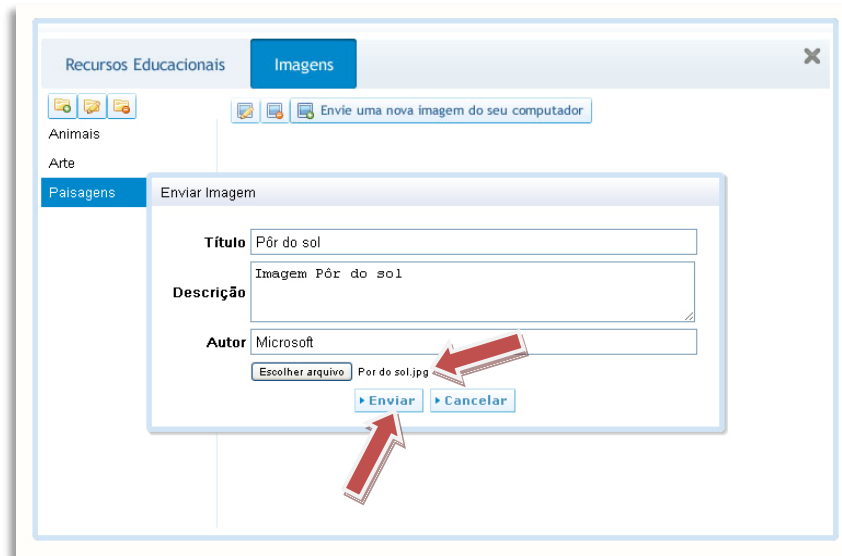 Recursos Educacionais Imagens
Envie uma nova imagem do seu computador
Animais
Arte
Paisagens
Enviar Imagem
Título Pôr do sol
Descrição Imagem Pôr do sol
Autor Microsoft
Escolher arquivo Por do sol.jpg
Enviar Cancelar